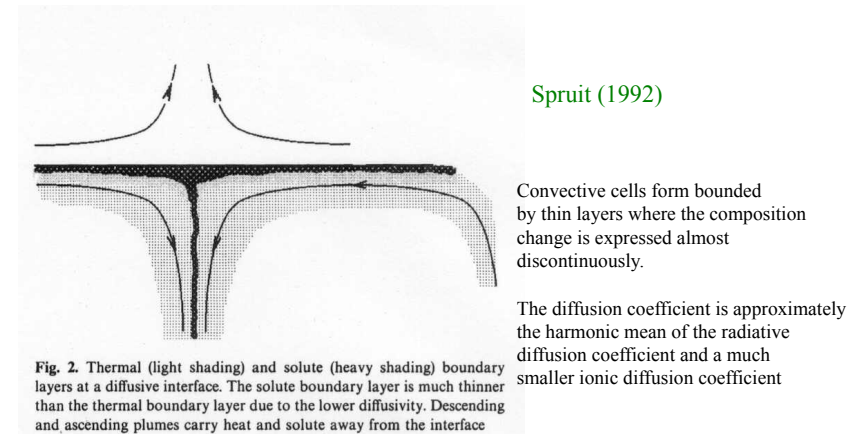 Spruit (1992)
Convective cells form bounded
by thin layers where the composition
change is expressed almost
discontinuously.
The diffusion coefficient is approximately
the harmonic mean of the radiative
diffusion coefficient and a much
smaller ionic diffusion coefficient
Fig. 2. Thermal (light shading) and solute (heavy shading) boundary
layers at a diffusive interface. The solute boundary layer is much thinner
than the thermal boundary layer due to the lower diffusivity. Descending
and ascending plumes carry heat and solute away from the interface